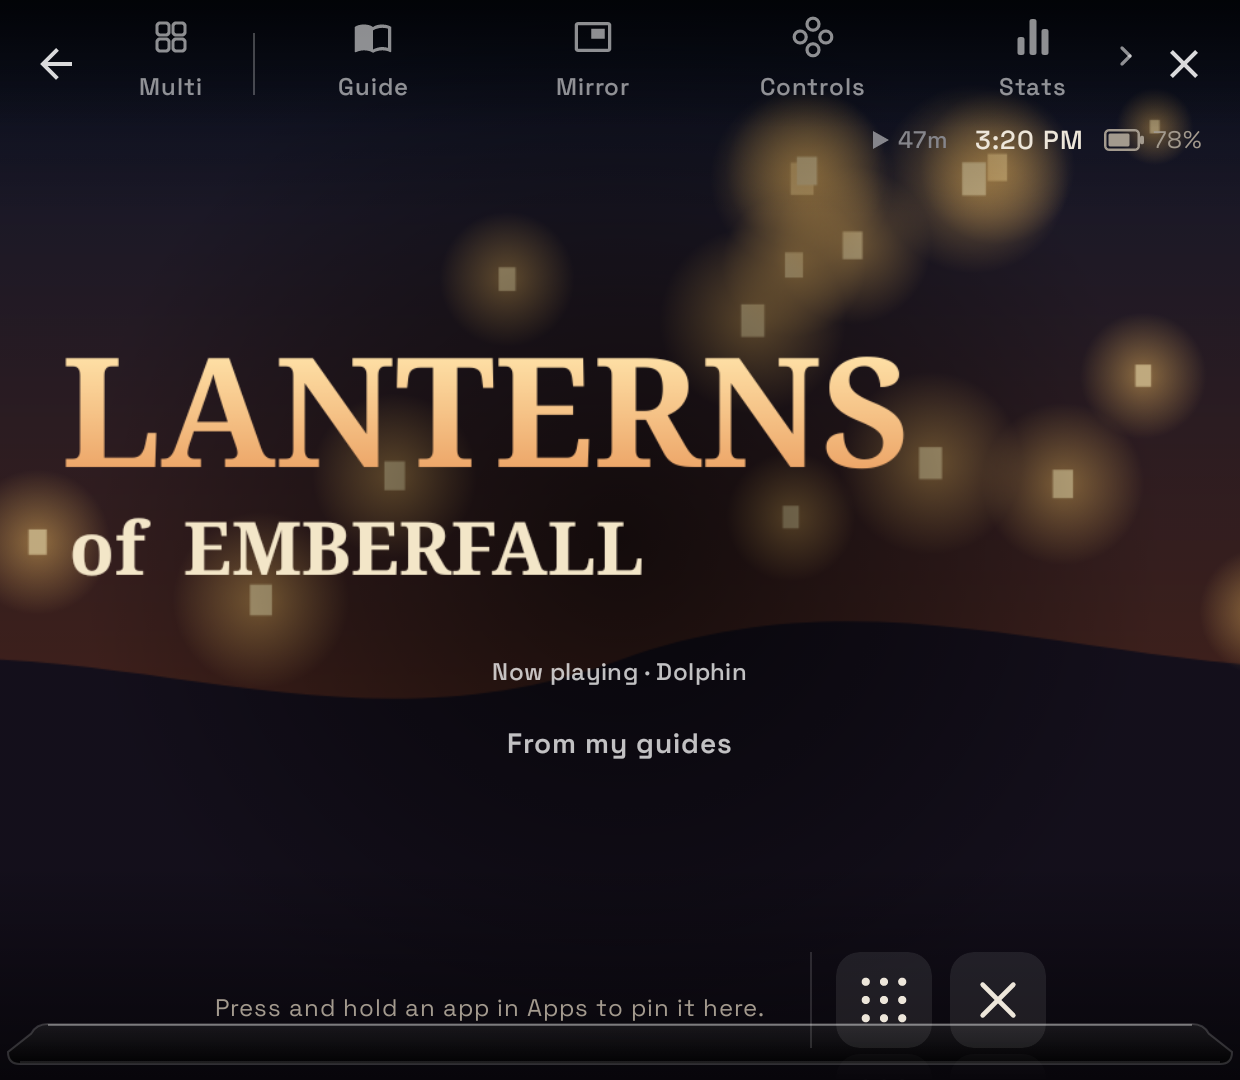 Multi
Guide
Mirror
Controls
Stats
47m 3:20 PM 78%
LANTERNS
of EMBERFALL
Now playing · Dolphin
From my guides
Press and hold an app in Apps to pin it here.